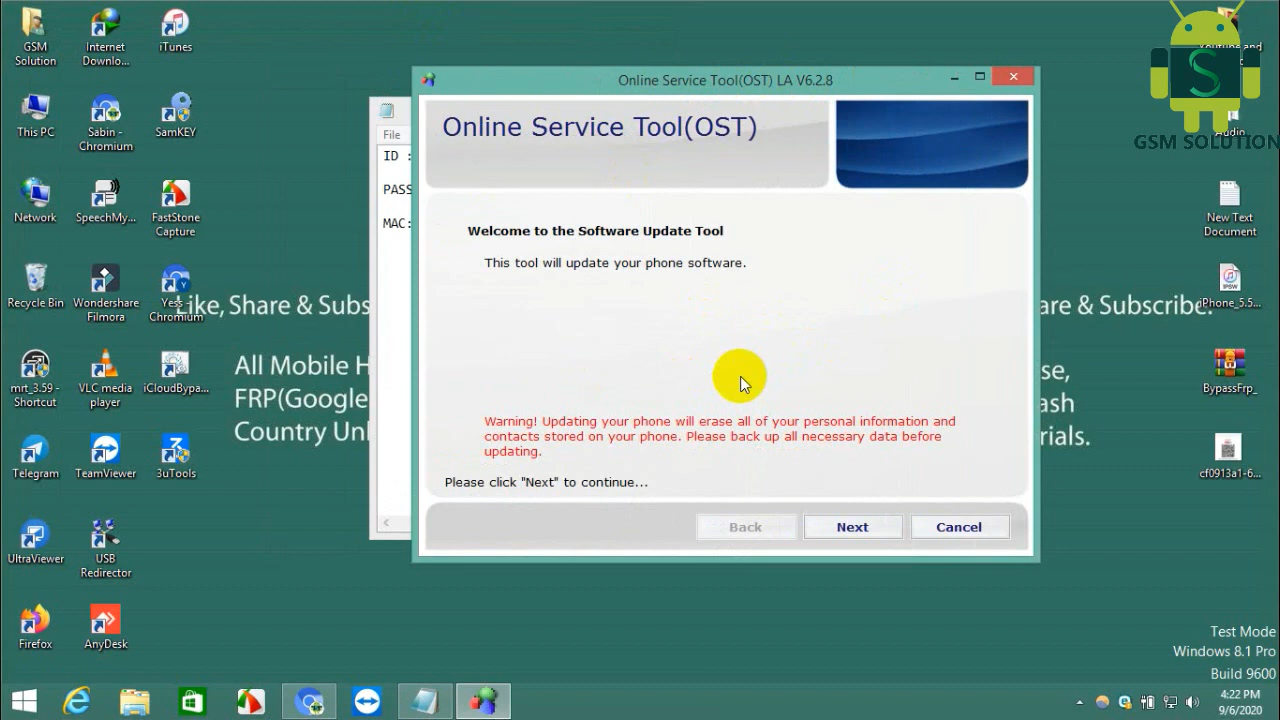 GSM
Solution
Internet
Downlo...
iTunes
This PC
Sabin -
Chromium
SamKEY
Network
SpeechMy...
FastStone
Capture
Recycle Bin
Wondershare
Filmora
Yess -
Chromium
mrt_3.59 -
Shortcut
VLC media
player
iCloudBypa...
Telegram
TeamViewer
3uTools
UltraViewer
USB
Redirector
Firefox
AnyDesk
Like, Share & Subs
All Mobile H
FRP(Google
Country Unl
File
ID :
PASS
MAC:
Online Service Tool(OST) LA V6.2.8
Online Service Tool(OST)
Welcome to the Software Update Tool
This tool will update your phone software.
Warning! Updating your phone will erase all of your personal information and
contacts stored on your phone. Please back up all necessary data before
updating.
Please click "Next" to continue...
Back
Next
Cancel
S
GSM SOLUTION
Audio
New Text
Document
IPSW
iPhone_5.5...
are & Subscribe.
BypassFrp_
se,
ash
rials.
cf0913a1-6...
Test Mode
Windows 8.1 Pro
Build 9600
4:22 PM
9/6/2020